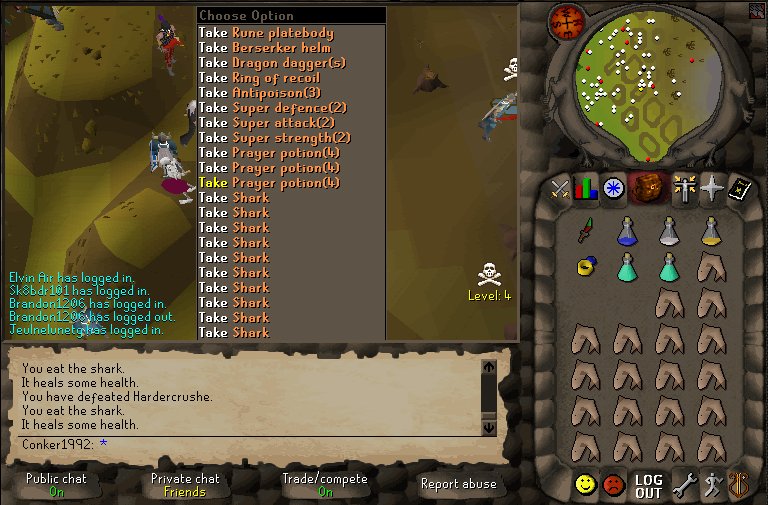 Choose Option
Take Rune platebody
Take Berserker helm
Take Dragon dagger(s)
Take Ring of recoil
Take Antipoison(3)
Take Super defence(2)
Take Super attack(2)
Take Super strength(2)
Take Prayer potion(4)
Take Prayer potion(4)
Take Prayer potion(4)
Take Shark
Take Shark
Take Shark
Take Shark
Take Shark
Take Shark
Take Shark
Take Shark
Take Shark
Take Shark
Elvin Air has logged in.
Sk8bdr101 has logged in.
Brandon1206 has logged in.
Brandon1206 has logged out.
Jeulnelunetg has logged in.
Level: 4
You eat the shark.
It heals some health.
You have defeated Hardercrushe.
You eat the shark.
It heals some health.
Conker1992: *
Public chat
On
Private chat
Friends
Trade/compete
On
Report abuse
LOG
OUT